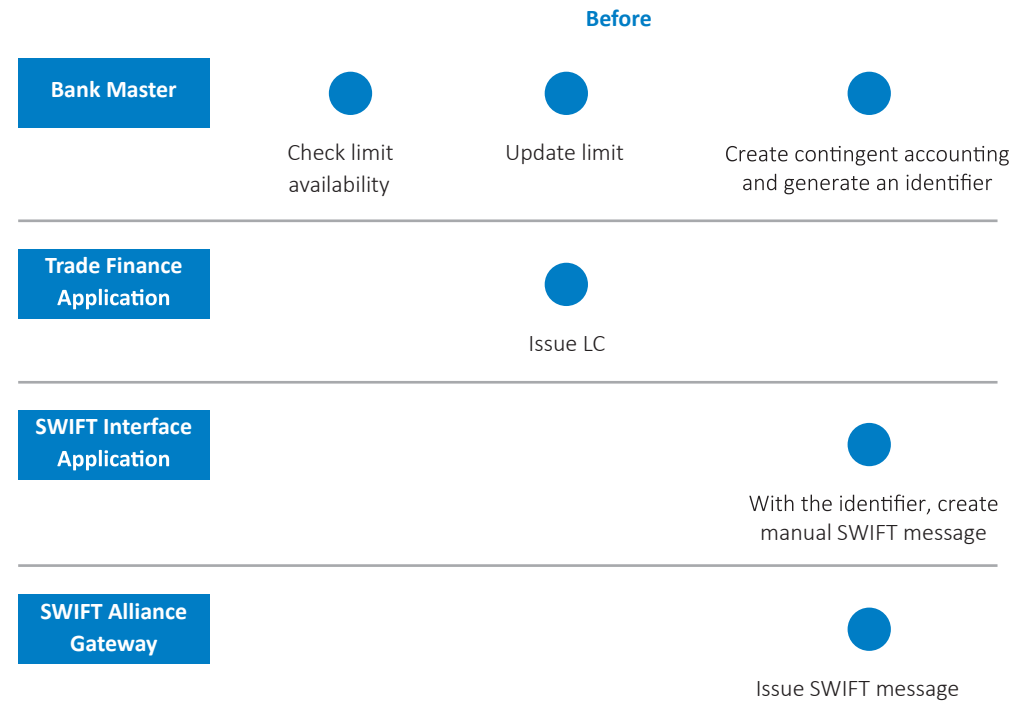 Before
Bank Master
Check limit
availability
Update limit
Create contingent accounting
and generate an identifier
Trade Finance
Application
Issue LC
SWIFT Interface
Application
With the identifier, create
manual SWIFT message
SWIFT Alliance
Gateway
Issue SWIFT message